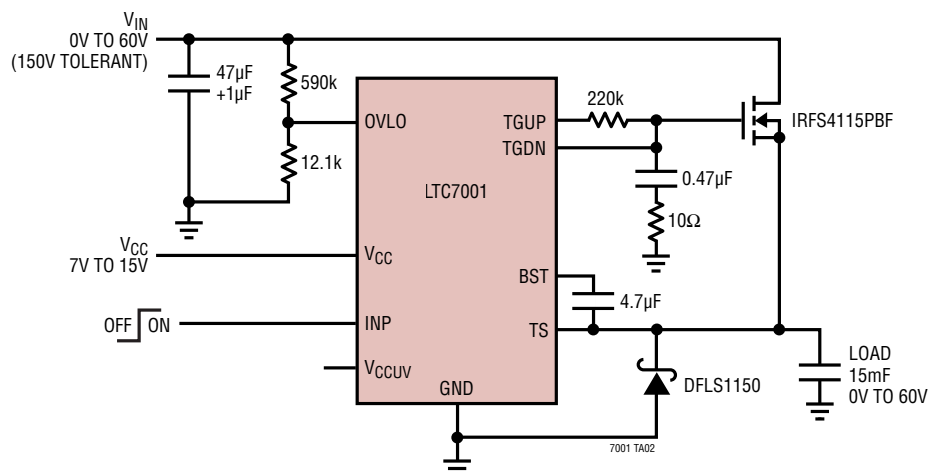 VIN
0V TO 60V
(150V TOLERANT)
47µF
+1µF
590k
12.1k
OVLO
LTC7001
TGUP
TGDN
220k
IRFS4115PBF
0.47µF
10Ω
VCC
7V TO 15V
VCC
BST
4.7µF
OFF ON
INP
TS
VCCUV
GND
DFLS1150
LOAD
15mF
0V TO 60V
7001 TA02